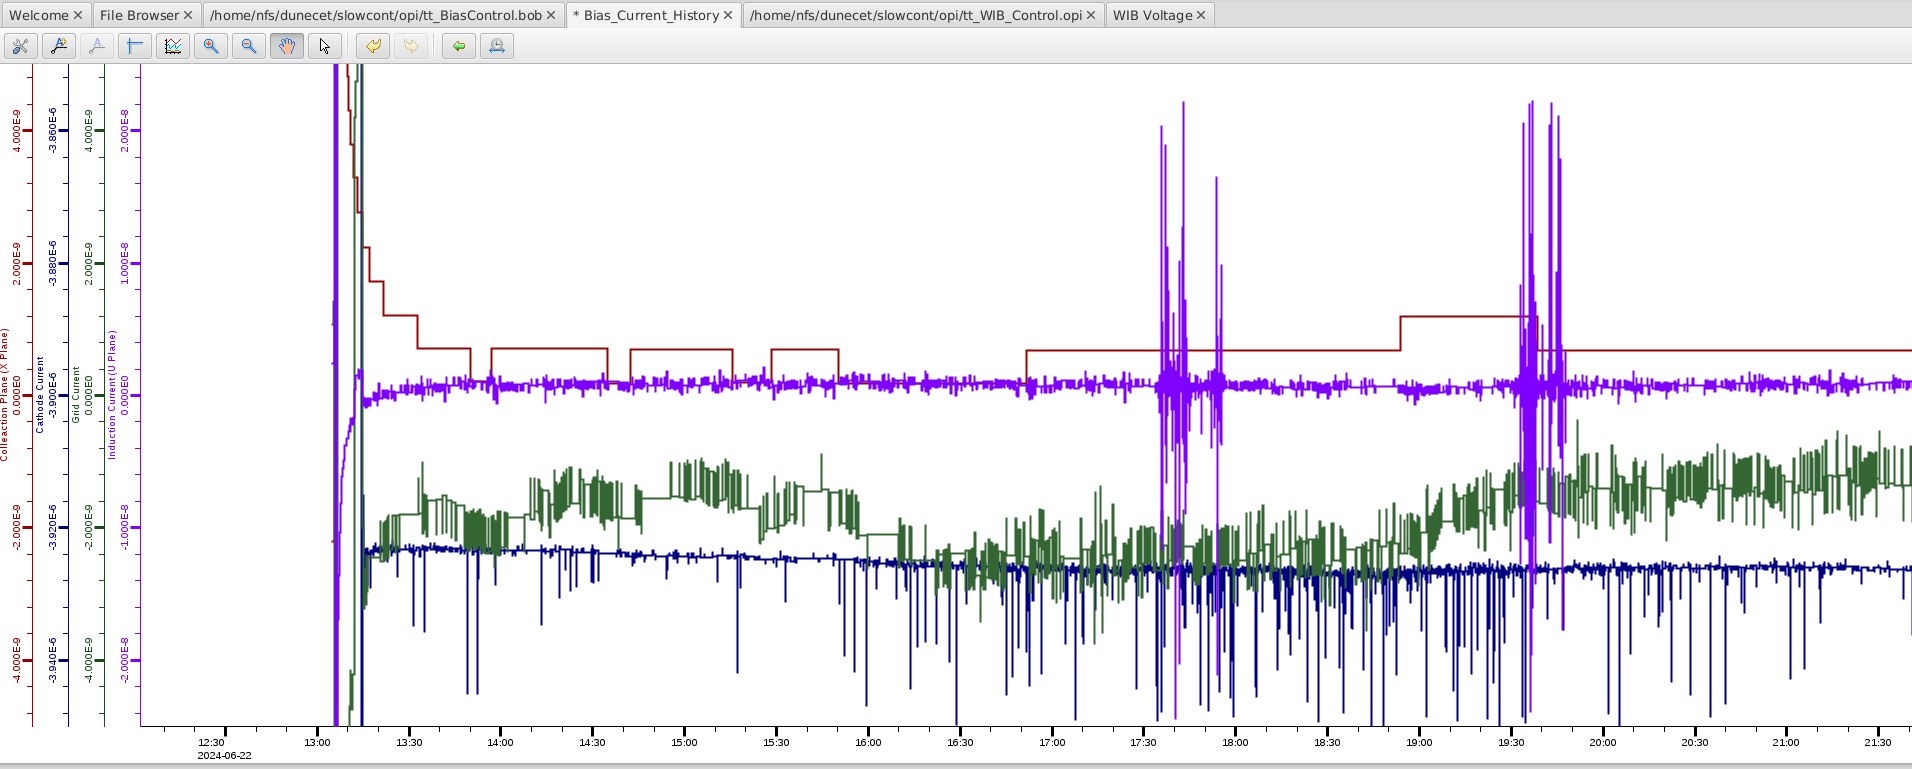 Welcome
File Browser
/home/nfs/dunecet/slowcont/opi/tt_BiasControl.bob
* Bias_Current_History
/home/nfs/dunecet/slowcont/opi/tt_WIB_Control.opi
WIB Voltage
Colleaction Plane (X Plane)
4.000E-9
2.000E-9
0.000E0
-2.000E-9
-4.000E-9
Cathode Current
-3.860E-6
-3.880E-6
-3.900E-6
-3.920E-6
-3.940E-6
Grid Current
4.000E-9
2.000E-9
0.000E0
-2.000E-9
-4.000E-9
Induction Current(U Plane)
2.000E-8
1.000E-8
0.000E0
-1.000E-8
-2.000E-8
12:30 13:00 13:30 14:00 14:30 15:00 15:30 16:00 16:30 17:00 17:30 18:00 18:30 19:00 19:30 20:00 20:30 21:00 21:30
2024-06-22